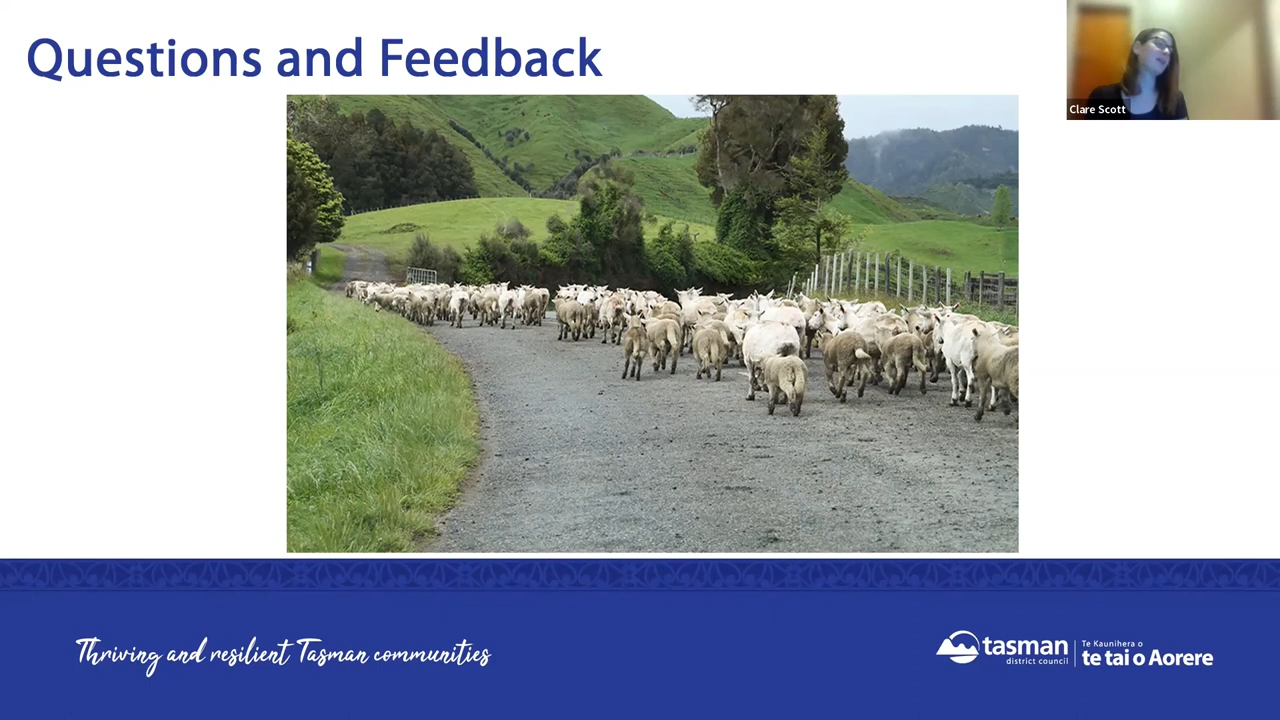 Questions and Feedback
Clare Scott
Thriving and resilient Tasman communities
tasman
district council
Te Kaunihera o
te tai o Aorere